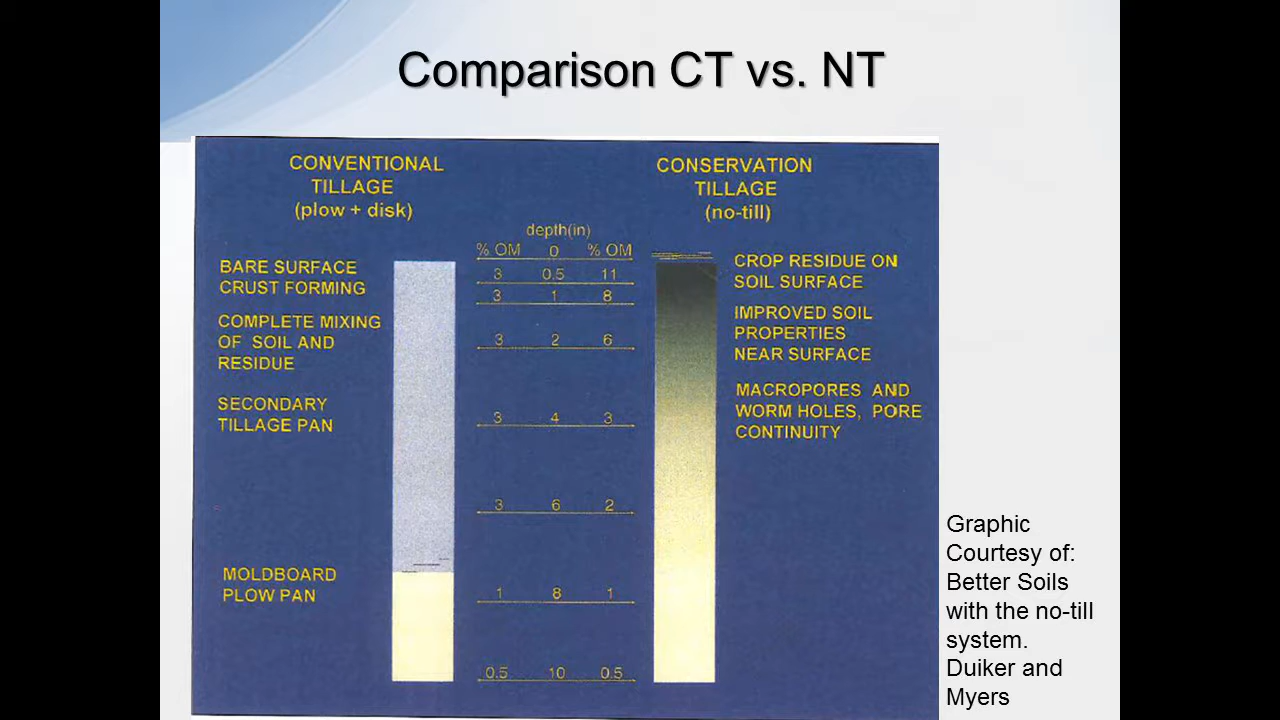 Comparison CT vs. NT
CONVENTIONAL
TILLAGE
(plow + disk)
CONSERVATION
TILLAGE
(no-till)
BARE SURFACE
CRUST FORMING
COMPLETE MIXING
OF SOIL AND
RESIDUE
SECONDARY
TILLAGE PAN
MOLDBOARD
PLOW PAN
depth(in)
% OM 0 % OM
3 0.5 11
3 1 8
3 2 6
3 4 3
3 6 2
1 8 1
0.5 10 0.5
CROP RESIDUE ON
SOIL SURFACE
IMPROVED SOIL
PROPERTIES
NEAR SURFACE
MACROPORES AND
WORM HOLES, PORE
CONTINUITY
Graphic
Courtesy of:
Better Soils
with the no-till
system.
Duiker and
Myers